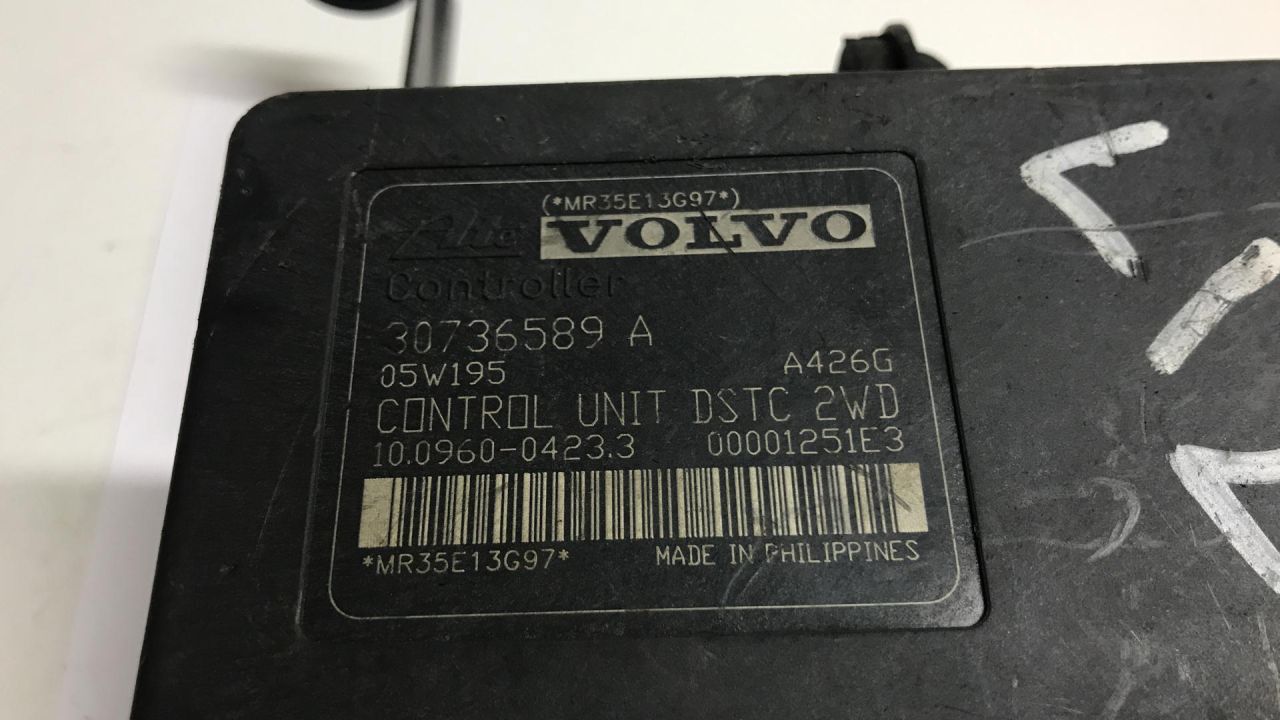 (*MR35E13G97*)
Ate VOLVO
Controller
30736589 A
05W195 A426G
CONTROL UNIT DSTC 2WD
10.0960-0423.3 00001251E3
*MR35E13G97* MADE IN PHILIPPINES